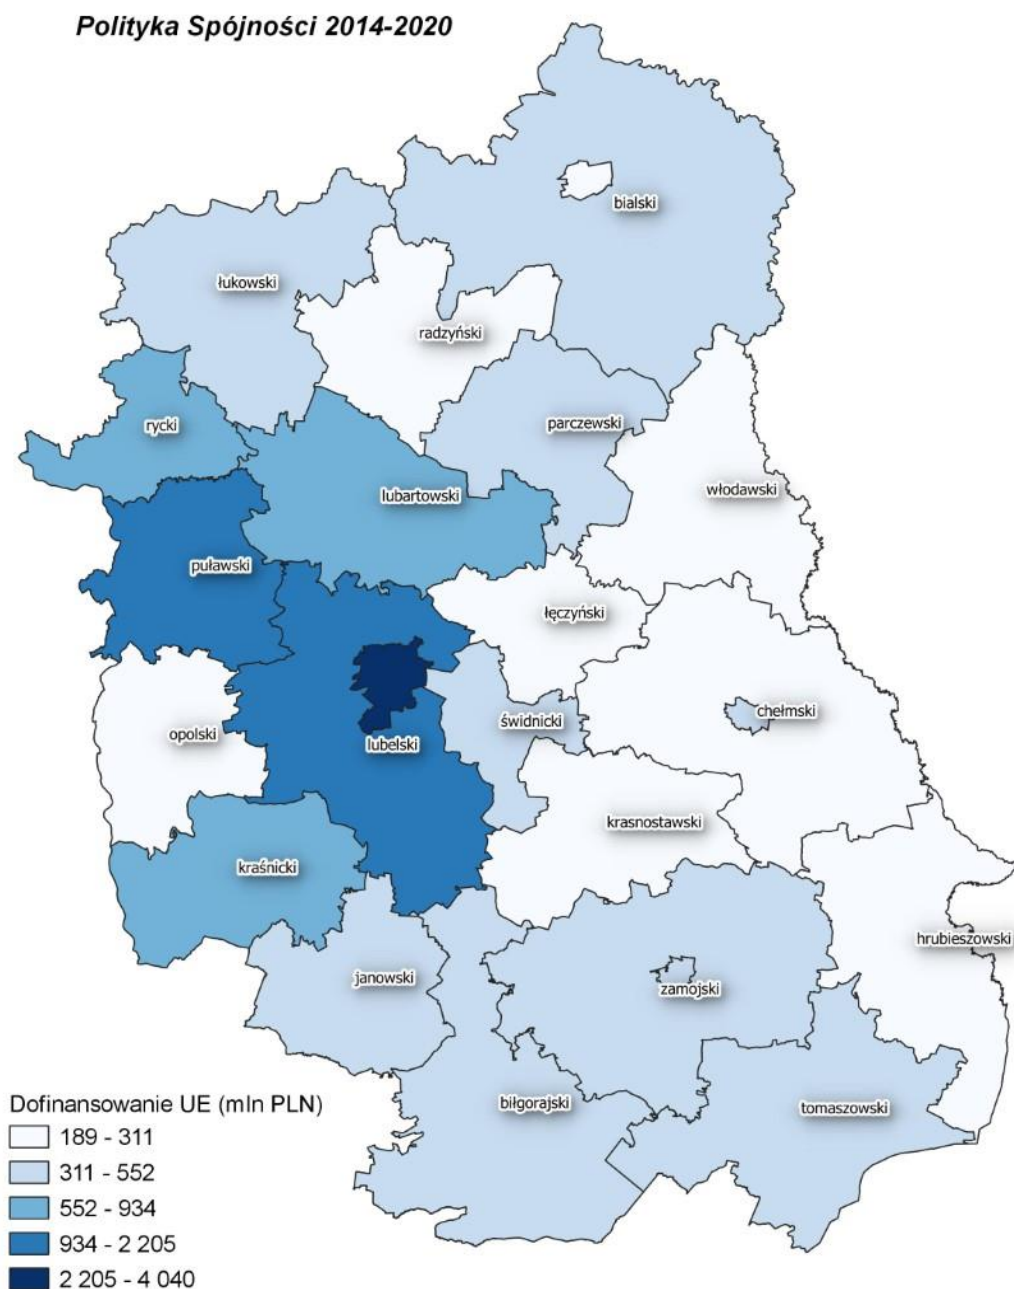 Polityka Spójności 2014-2020
bialski
łukowski
radzyński
rycki
parczewski
lubartowski
włodawski
puławski
łęczyński
opolski
lubelski
świdnicki
chełmski
krasnostawski
kraśnicki
hrubieszowski
janowski
zamojski
biłgorajski
tomaszowski
Dofinansowanie UE (mln PLN)
189 - 311
311 - 552
552 - 934
934 - 2 205
2 205 - 4 040